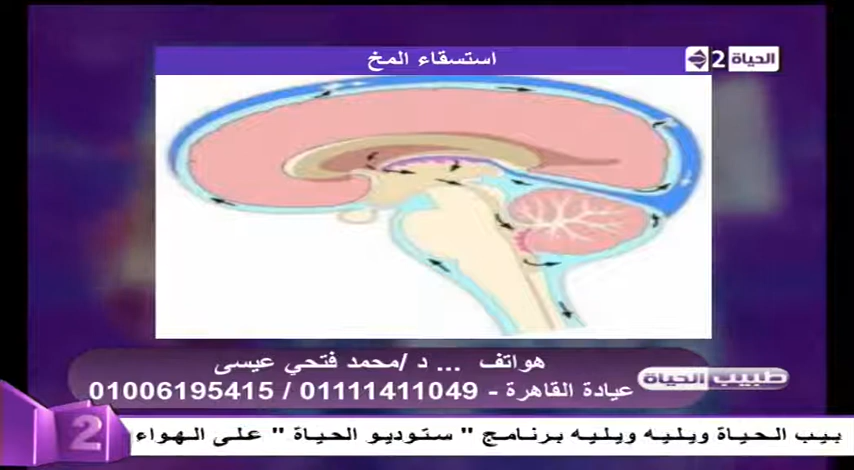 استسقاء المخ
الحياة 2
هواتف ... د /محمد فتحي عيسى
عيادة القاهرة - 01111411049 / 01006195415
طبيب الحياة
2
بيب الحياة ويليه ويليه برنامج " ستوديو الحياة " على الهواء